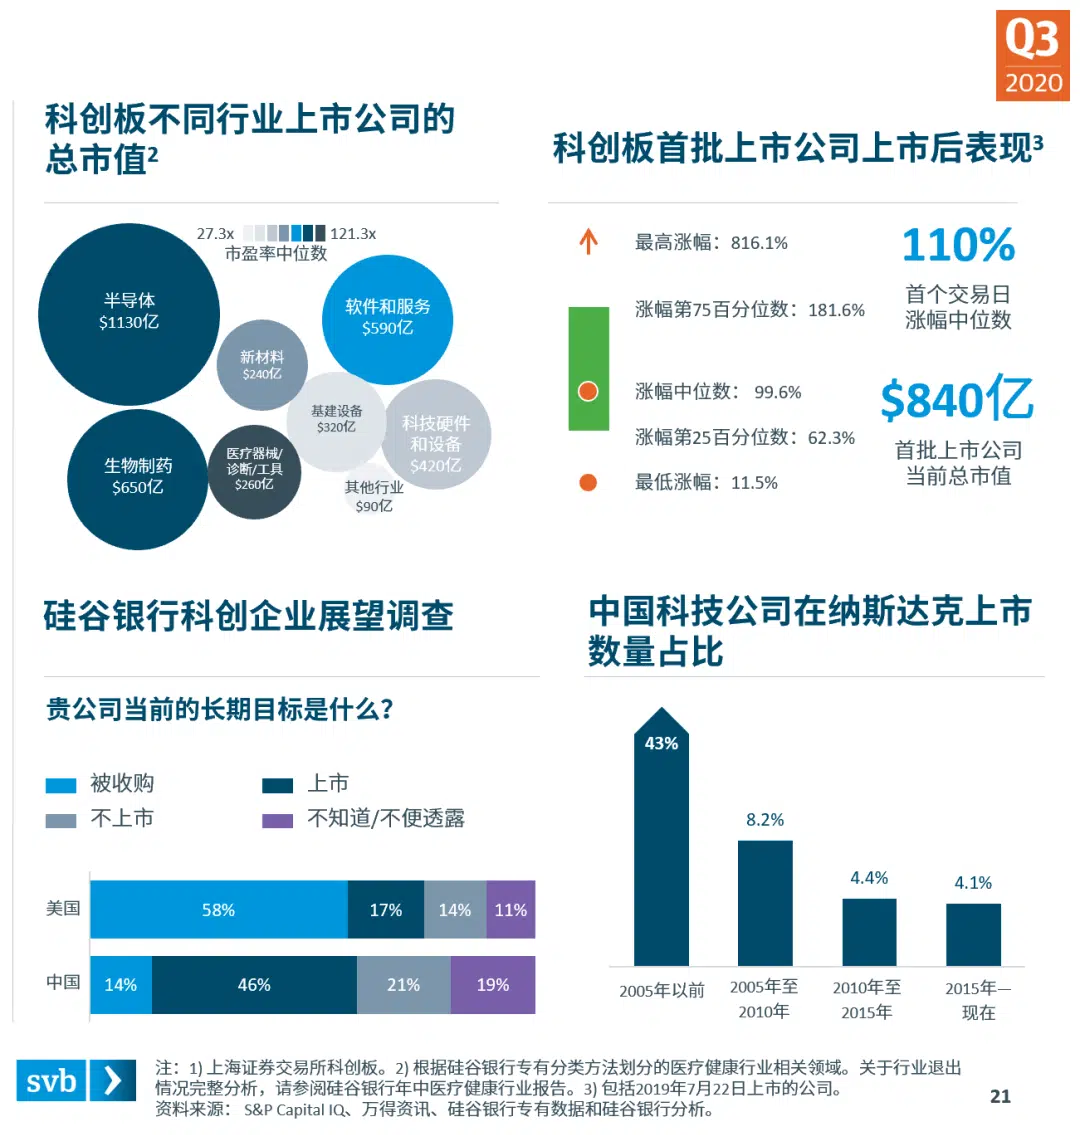 Q3
2020
科创板不同行业上市公司的
总市值2
27.3x
121.3x
市盈率中位数
半导体
$1130亿
软件和服务
$590亿
新材料
$240亿
基建设备
$320亿
科技硬件
和设备
$420亿
生物制药
$650亿
医疗器械/
诊断/工具
$260亿
其他行业
$90亿
科创板首批上市公司上市后表现3
最高涨幅：816.1%
涨幅第75百分位数：181.6%
涨幅中位数： 99.6%
涨幅第25百分位数：62.3%
最低涨幅：11.5%
110%
首个交易日
涨幅中位数
$840亿
首批上市公司
当前总市值
硅谷银行科创企业展望调查
贵公司当前的长期目标是什么?
被收购
上市
不上市
不知道/不便透露
美国
58%
17%
14%
11%
中国
14%
46%
21%
19%
中国科技公司在纳斯达克上市
数量占比
43%
8.2%
4.4%
4.1%
2005年以前
2005年至
2010年
2010年至
2015年
2015年—
现在
svb
注：1) 上海证券交易所科创板。2) 根据硅谷银行专有分类方法划分的医疗健康行业相关领域。关于行业退出
情况完整分析，请参阅硅谷银行年中医疗健康行业报告。3) 包括2019年7月22日上市的公司。
资料来源： S&P Capital IQ、万得资讯、硅谷银行专有数据和硅谷银行分析。
21